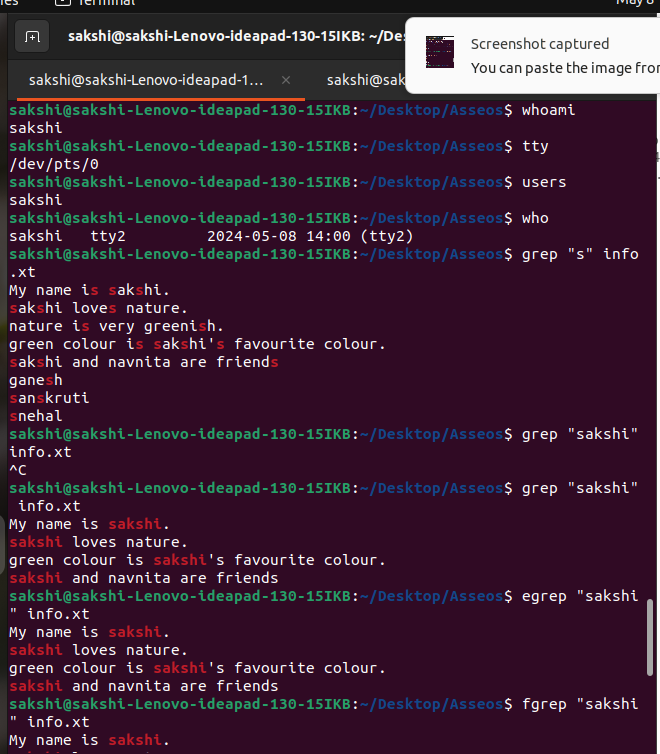 Terminal
May 8
sakshi@sakshi-Lenovo-ideapad-130-15IKB: ~/Des
Screenshot captured
You can paste the image from
sakshi@sakshi-Lenovo-ideapad-1…
×
sakshi@sak
sakshi@sakshi-Lenovo-ideapad-130-15IKB:~/Desktop/Asseos$ whoami
sakshi
sakshi@sakshi-Lenovo-ideapad-130-15IKB:~/Desktop/Asseos$ tty
/dev/pts/0
sakshi@sakshi-Lenovo-ideapad-130-15IKB:~/Desktop/Asseos$ users
sakshi
sakshi@sakshi-Lenovo-ideapad-130-15IKB:~/Desktop/Asseos$ who
sakshi   tty2         2024-05-08 14:00 (tty2)
sakshi@sakshi-Lenovo-ideapad-130-15IKB:~/Desktop/Asseos$ grep "s" info
.xt
My name is sakshi.
sakshi loves nature.
nature is very greenish.
green colour is sakshi's favourite colour.
sakshi and navnita are friends
ganesh
sanskruti
snehal
sakshi@sakshi-Lenovo-ideapad-130-15IKB:~/Desktop/Asseos$ grep "sakshi"
info.xt
^C
sakshi@sakshi-Lenovo-ideapad-130-15IKB:~/Desktop/Asseos$ grep "sakshi"
 info.xt
My name is sakshi.
sakshi loves nature.
green colour is sakshi's favourite colour.
sakshi and navnita are friends
sakshi@sakshi-Lenovo-ideapad-130-15IKB:~/Desktop/Asseos$ egrep "sakshi
" info.xt
My name is sakshi.
sakshi loves nature.
green colour is sakshi's favourite colour.
sakshi and navnita are friends
sakshi@sakshi-Lenovo-ideapad-130-15IKB:~/Desktop/Asseos$ fgrep "sakshi
" info.xt
My name is sakshi.